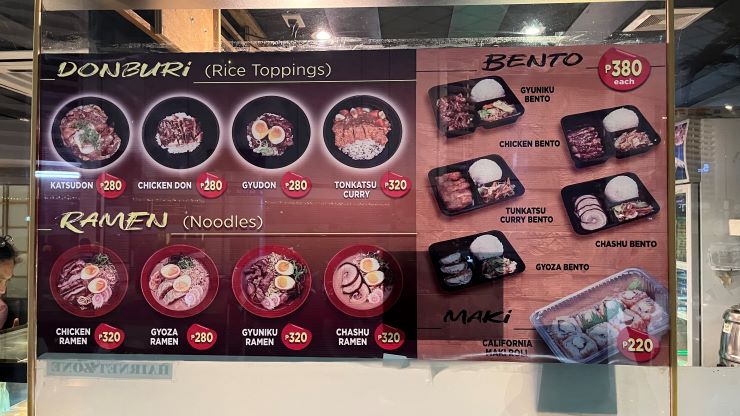 DONBURI (Rice Toppings)
KATSUDON ₱280
CHICKEN DON ₱280
GYUDON ₱280
TONKATSU
CURRY ₱320
RAMEN (Noodles)
CHICKEN
RAMEN ₱320
GYOZA
RAMEN ₱280
GYUNIKU
RAMEN ₱320
CHASHU
RAMEN ₱320
BENTO
₱380
each
GYUNIKU
BENTO
CHICKEN BENTO
TUNKATSU
CURRY BENTO
CHASHU BENTO
GYOZA BENTO
MAKI
CALIFORNIA
MAKI ROLL
₱220
HAIRNET ZONE